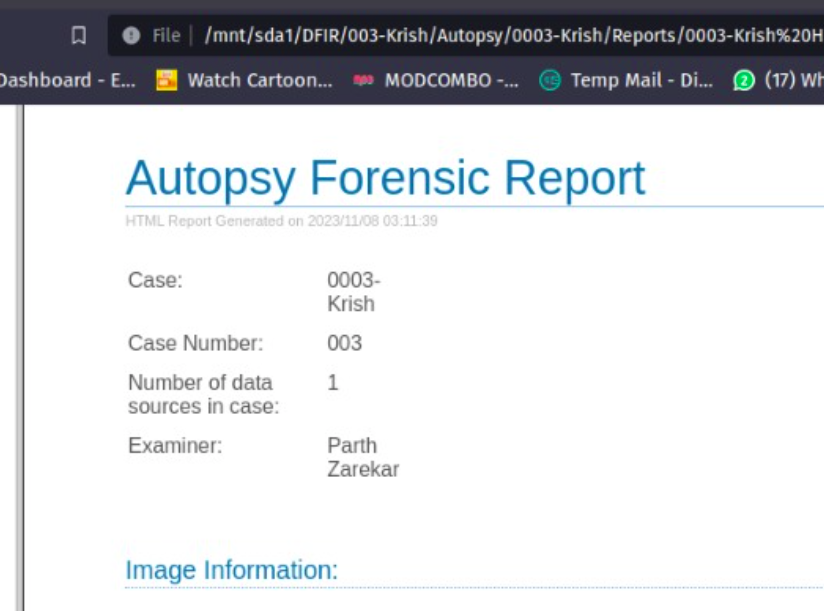 File | /mnt/sda1/DFIR/003-Krish/Autopsy/0003-Krish/Reports/0003-Krish%20H
Dashboard - E... Watch Cartoon... MODCOMBO -... Temp Mail - Di... (17) Wh
Autopsy Forensic Report
HTML Report Generated on 2023/11/08 03:11:39
Case: 0003-
Krish
Case Number: 003
Number of data 1
sources in case:
Examiner: Parth
Zarekar
Image Information: